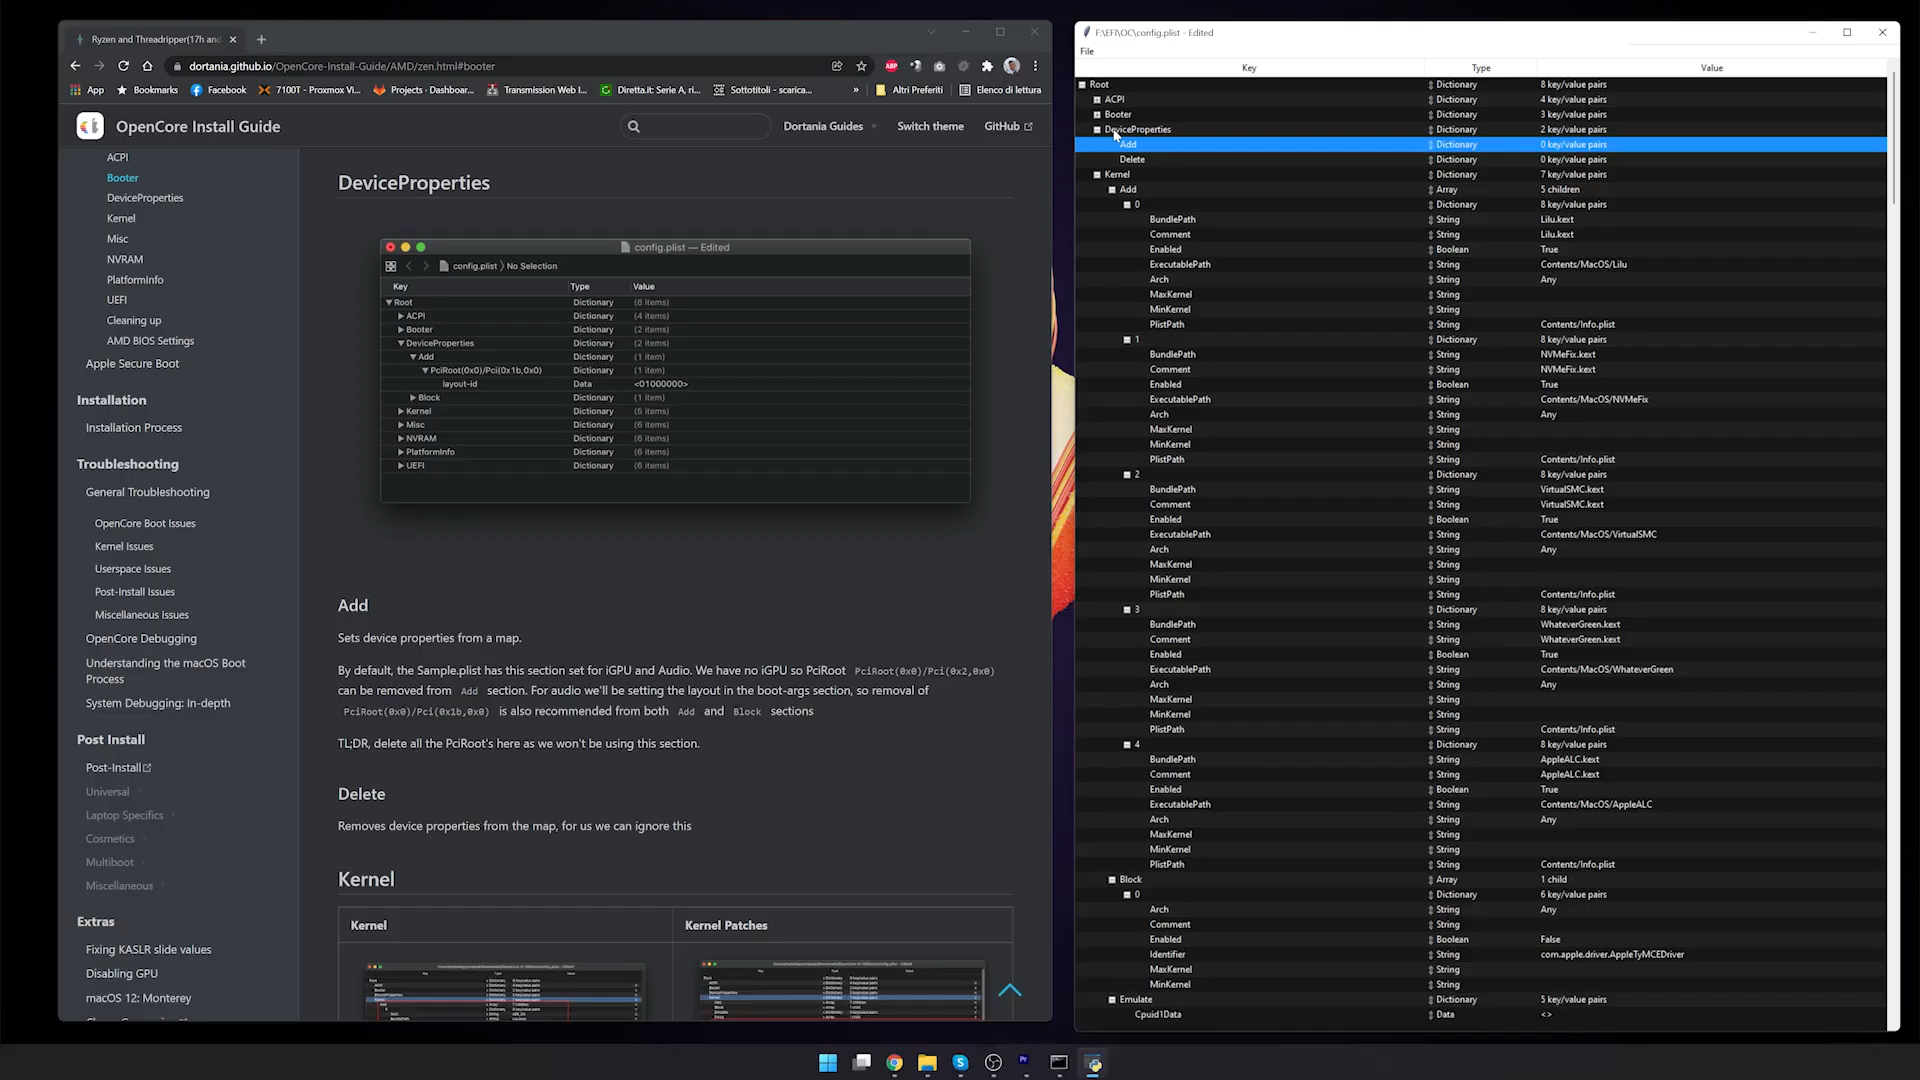 Ryzen and Threadripper(17h and
dortania.github.io/OpenCore-Install-Guide/AMD/zen.html#booter
App
Bookmarks
Facebook
7100T - Proxmox Vi...
Projects · Dashboar...
Transmission Web I...
Diretta.it: Serie A, ri...
Sottotitoli - scarica...
»
Altri Preferiti
Elenco di lettura
OpenCore Install Guide
Dortania Guides
Switch theme
GitHub
ACPI
Booter
DeviceProperties
Kernel
Misc
NVRAM
PlatformInfo
UEFI
Cleaning up
AMD BIOS Settings
Apple Secure Boot
Installation
Installation Process
Troubleshooting
General Troubleshooting
OpenCore Boot Issues
Kernel Issues
Userspace Issues
Post-Install Issues
Miscellaneous Issues
OpenCore Debugging
Understanding the macOS Boot
Process
System Debugging: In-depth
Post Install
Post-Install
Universal
Laptop Specifics
Cosmetics
Multiboot
Miscellaneous
Extras
Fixing KASLR slide values
Disabling GPU
macOS 12: Monterey
DeviceProperties
config.plist — Edited
config.plist 〉No Selection
Key Type Value
Root Dictionary (8 items)
ACPI Dictionary (4 items)
Booter Dictionary (2 items)
DeviceProperties Dictionary (2 items)
Add Dictionary (1 item)
PciRoot(0x0)/Pci(0x1b,0x0) Dictionary (1 item)
layout-id Data <01000000>
Block Dictionary (1 item)
Kernel Dictionary (6 items)
Misc Dictionary (6 items)
NVRAM Dictionary (6 items)
PlatformInfo Dictionary (6 items)
UEFI Dictionary (6 items)
Add
Sets device properties from a map.
By default, the Sample.plist has this section set for iGPU and Audio. We have no iGPU so PciRoot PciRoot(0x0)/Pci(0x2,0x0)
can be removed from Add section. For audio we'll be setting the layout in the boot-args section, so removal of
PciRoot(0x0)/Pci(0x1b,0x0) is also recommended from both Add and Block sections
TL;DR, delete all the PciRoot's here as we won't be using this section.
Delete
Removes device properties from the map, for us we can ignore this
Kernel
Kernel Kernel Patches
F:\EFI\OC\config.plist - Edited
File
Key Type Value
Root Dictionary 8 key/value pairs
ACPI Dictionary 4 key/value pairs
Booter Dictionary 3 key/value pairs
DeviceProperties Dictionary 2 key/value pairs
Add Dictionary 0 key/value pairs
Delete Dictionary 0 key/value pairs
Kernel Dictionary 7 key/value pairs
Add Array 5 children
0 Dictionary 8 key/value pairs
BundlePath String Lilu.kext
Comment String Lilu.kext
Enabled Boolean True
ExecutablePath String Contents/MacOS/Lilu
Arch String Any
MaxKernel String
MinKernel String
PlistPath String Contents/Info.plist
1 Dictionary 8 key/value pairs
BundlePath String NVMeFix.kext
Comment String NVMeFix.kext
Enabled Boolean True
ExecutablePath String Contents/MacOS/NVMeFix
Arch String Any
MaxKernel String
MinKernel String
PlistPath String Contents/Info.plist
2 Dictionary 8 key/value pairs
BundlePath String VirtualSMC.kext
Comment String VirtualSMC.kext
Enabled Boolean True
ExecutablePath String Contents/MacOS/VirtualSMC
Arch String Any
MaxKernel String
MinKernel String
PlistPath String Contents/Info.plist
3 Dictionary 8 key/value pairs
BundlePath String WhateverGreen.kext
Comment String WhateverGreen.kext
Enabled Boolean True
ExecutablePath String Contents/MacOS/WhateverGreen
Arch String Any
MaxKernel String
MinKernel String
PlistPath String Contents/Info.plist
4 Dictionary 8 key/value pairs
BundlePath String AppleALC.kext
Comment String AppleALC.kext
Enabled Boolean True
ExecutablePath String Contents/MacOS/AppleALC
Arch String Any
MaxKernel String
MinKernel String
PlistPath String Contents/Info.plist
Block Array 1 child
0 Dictionary 6 key/value pairs
Arch String Any
Comment String
Enabled Boolean False
Identifier String com.apple.driver.AppleTyMCEDriver
MaxKernel String
MinKernel String
Emulate Dictionary 5 key/value pairs
Cpuid1Data Data <>